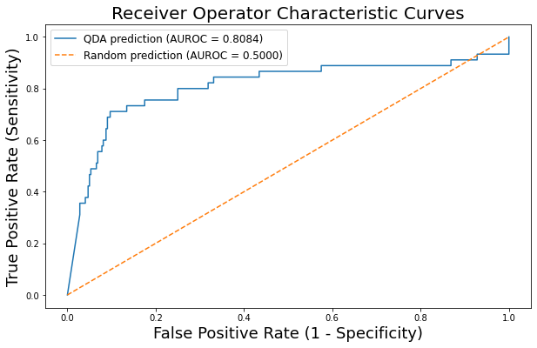 Receiver Operator Characteristic Curves
QDA prediction (AUROC = 0.8084)
Random prediction (AUROC = 0.5000)
True Positive Rate (Sensitivity)
1.0
0.8
0.6
0.4
0.2
0.0
0.0 0.2 0.4 0.6 0.8 1.0
False Positive Rate (1 - Specificity)